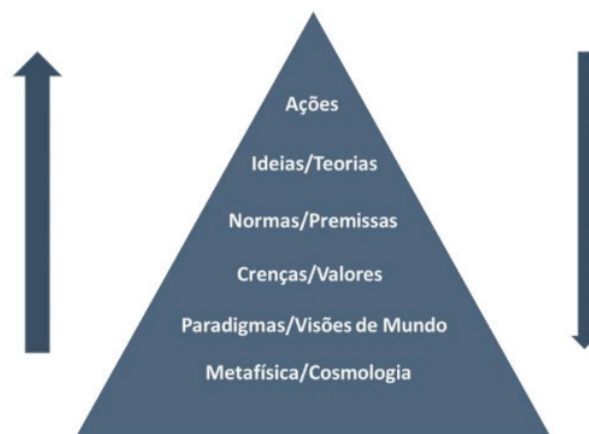 Ações
Ideias/Teorias
Normas/Premissas
Crenças/Valores
Paradigmas/Visões de Mundo
Metafísica/Cosmologia